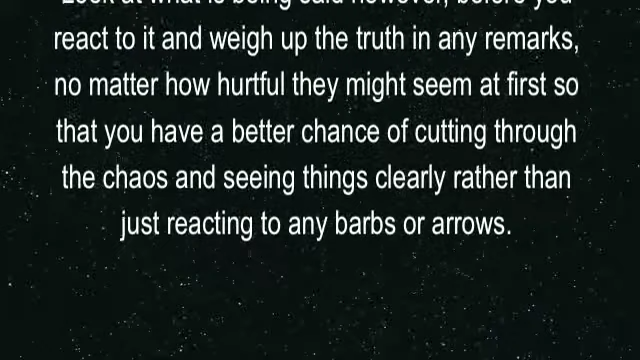 Look at what is being said however, before you
react to it and weigh up the truth in any remarks,
no matter how hurtful they might seem at first so
that you have a better chance of cutting through
the chaos and seeing things clearly rather than
just reacting to any barbs or arrows.